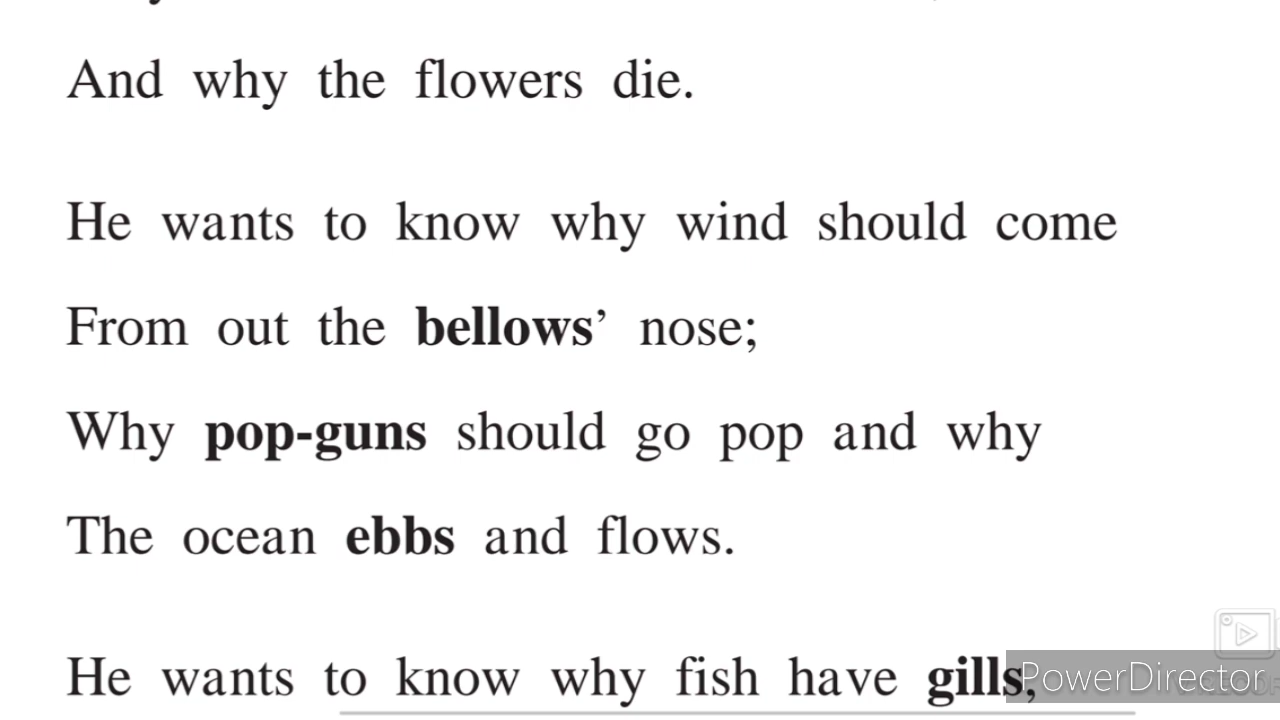 And why the flowers die.
He wants to know why wind should come
From out the bellows’ nose;
Why pop-guns should go pop and why
The ocean ebbs and flows.
He wants to know why fish have gills,
PowerDirector